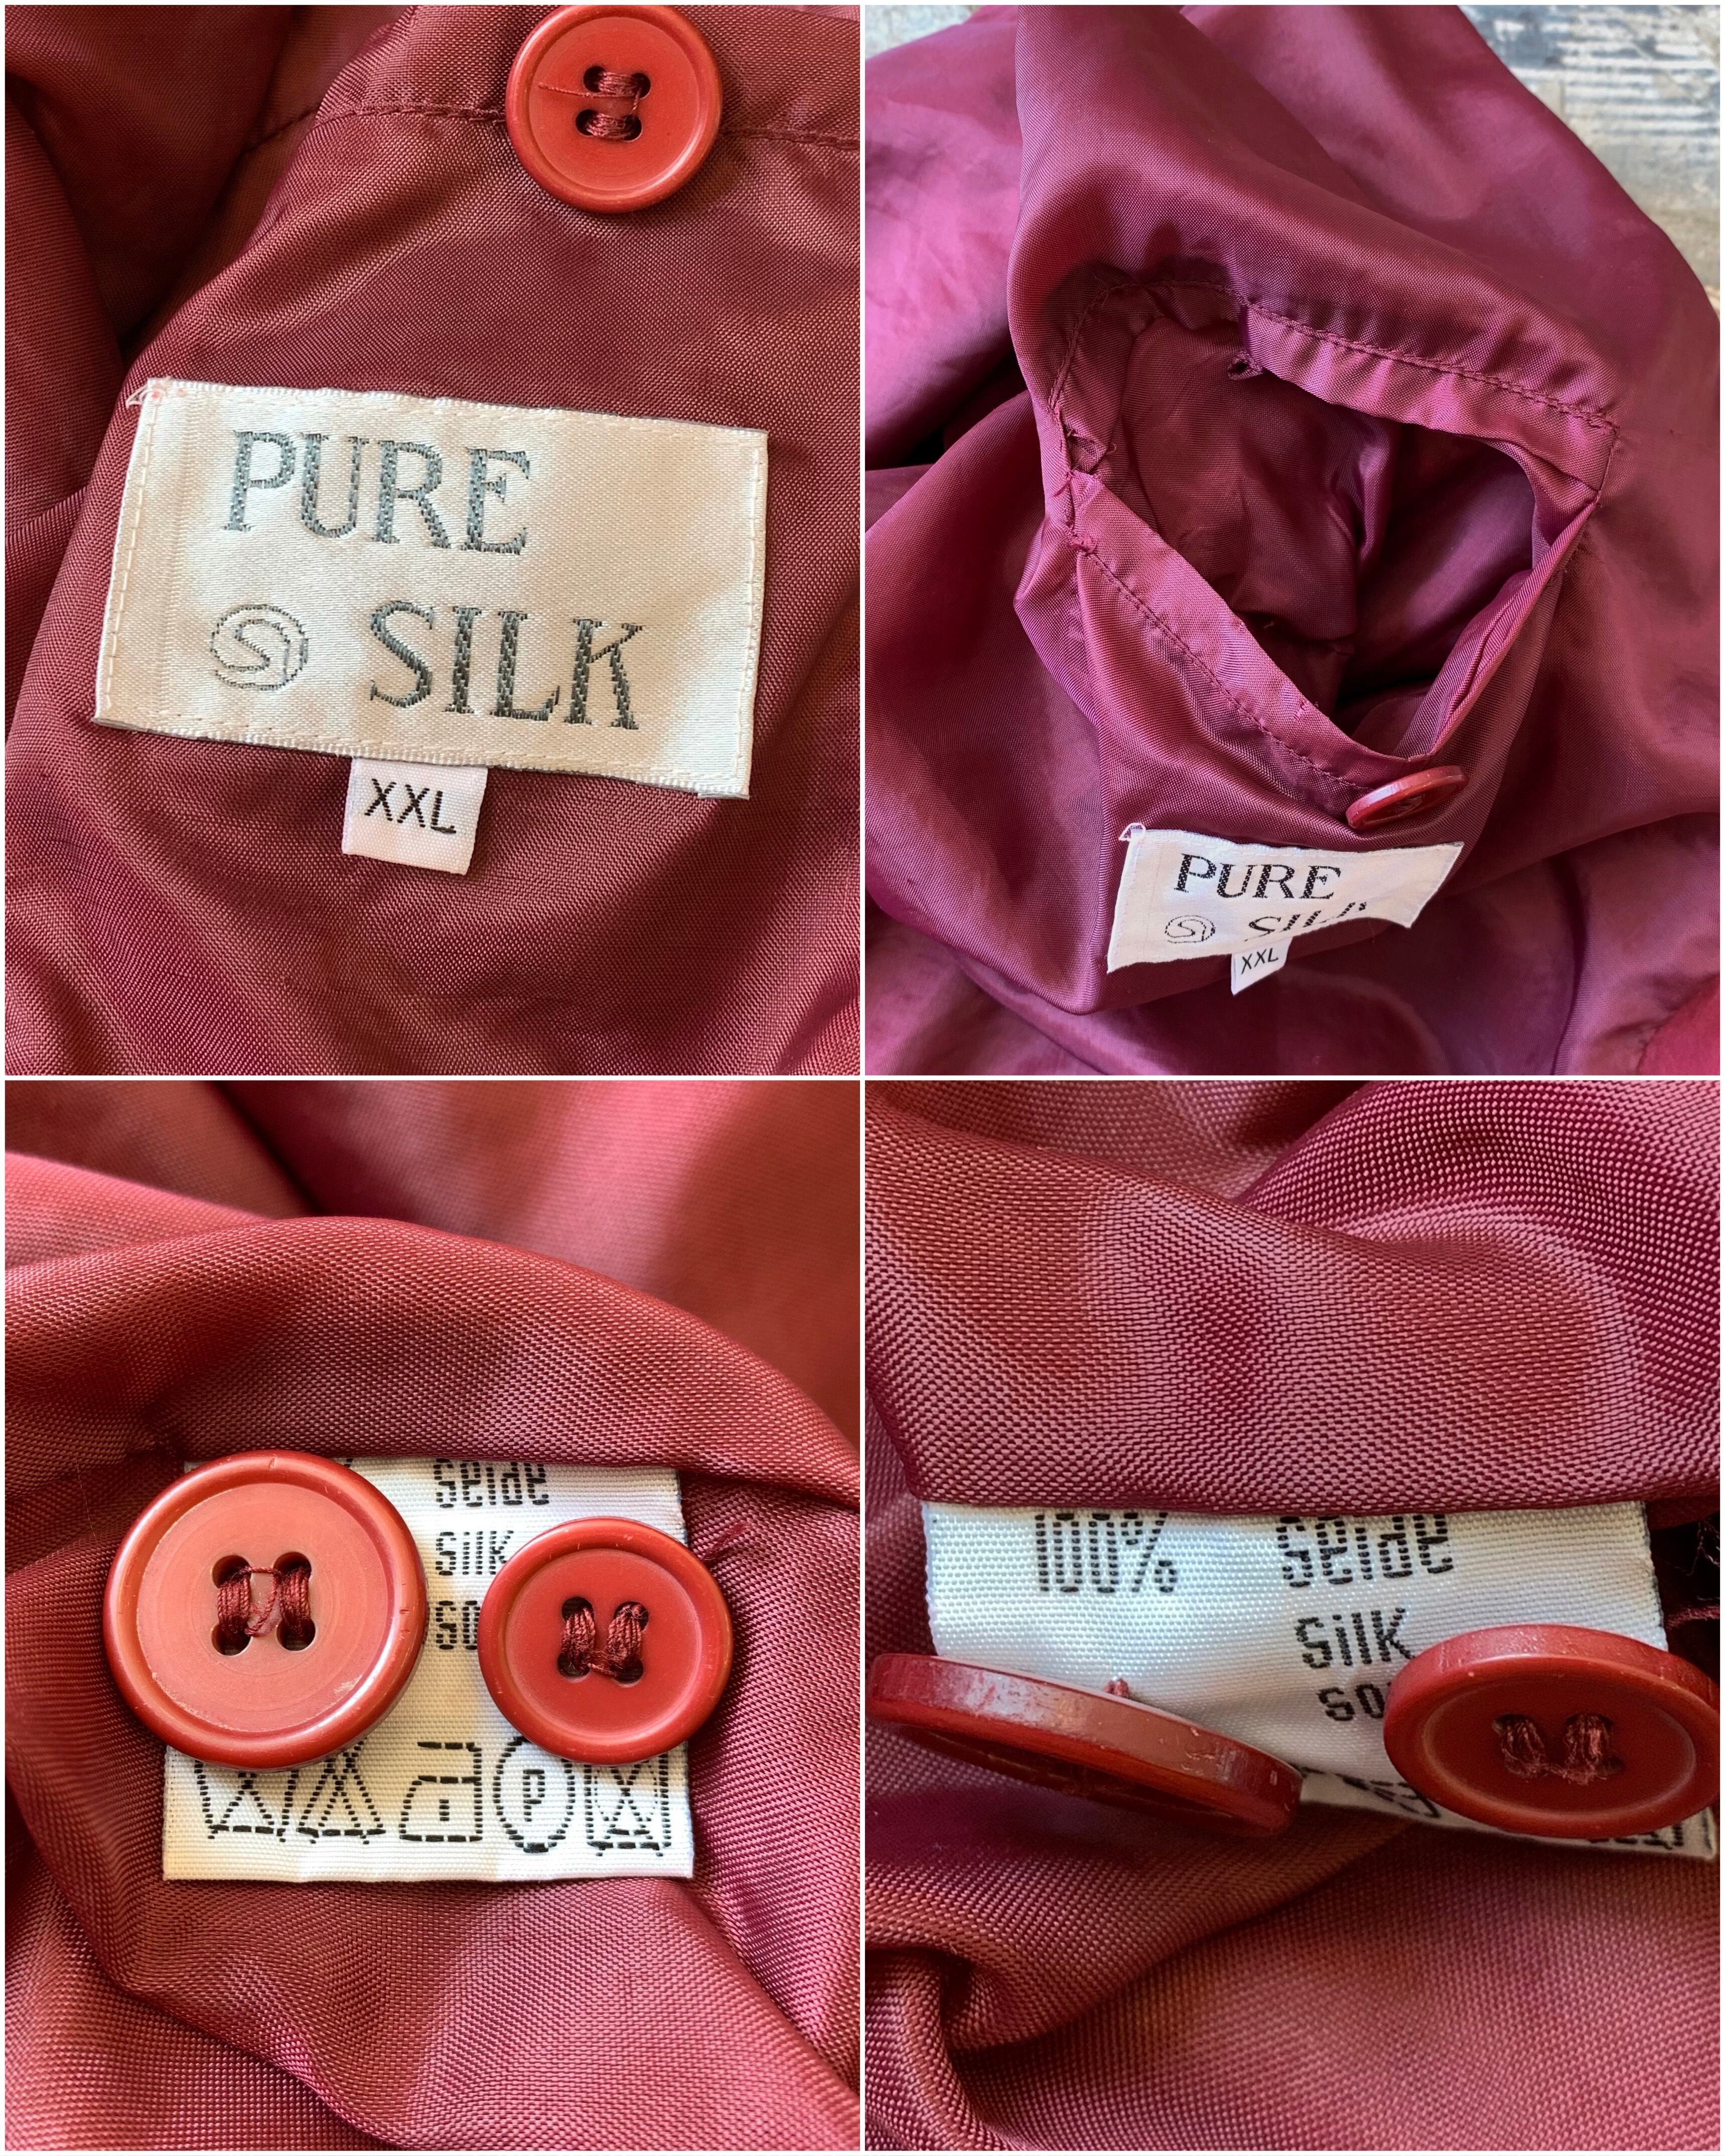 PURE
SILK
XXL
PURE
SILK
XXL
Seide
Silk
P
100% Seide
Silk